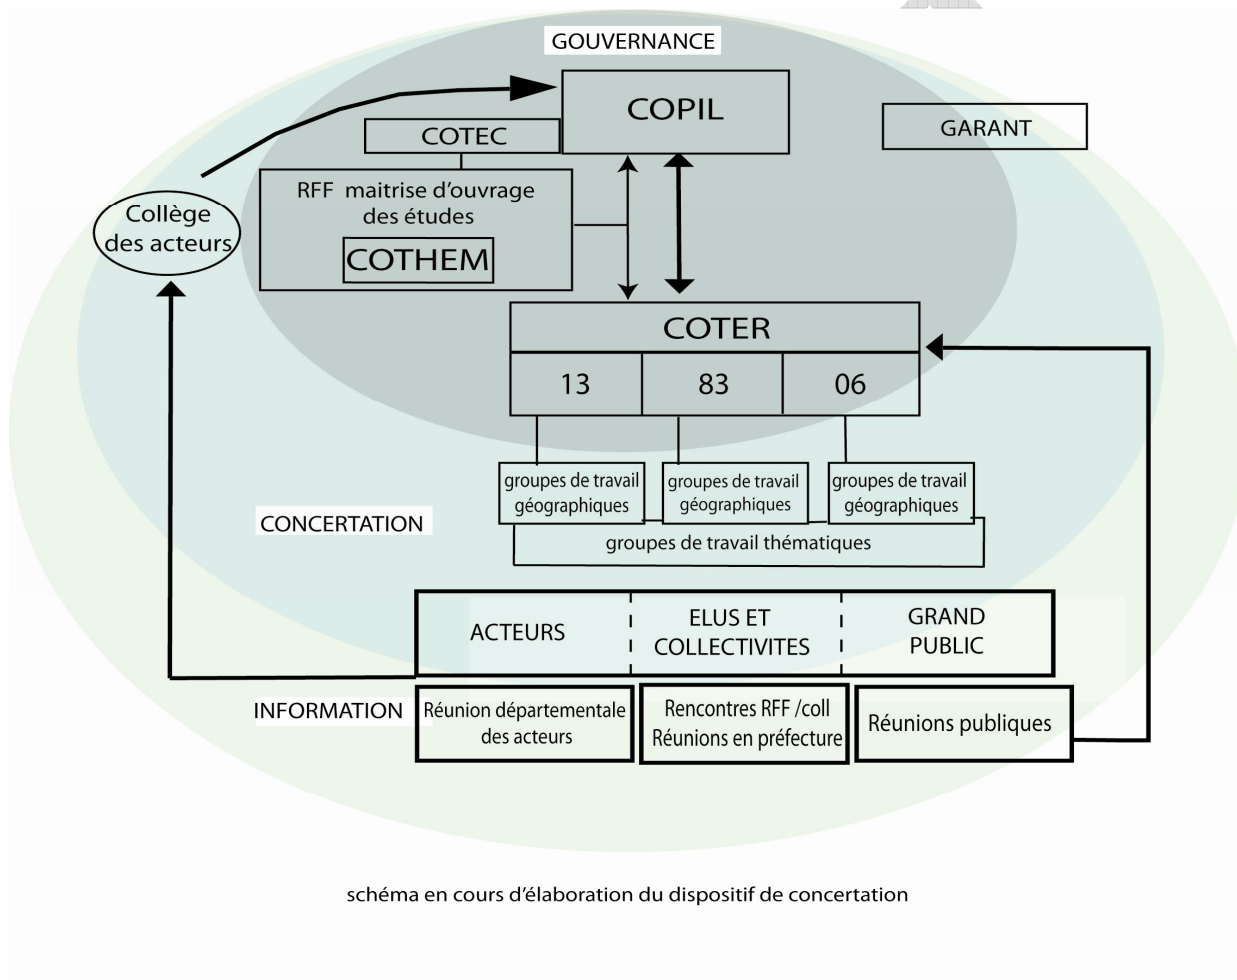 GOUVERNANCE
COPIL
GARANT
COTEC
RFF maitrise d’ouvrage
des études
COTHEM
Collège
des acteurs
COTER
13
83
06
groupes de travail
géographiques
groupes de travail
géographiques
groupes de travail
géographiques
groupes de travail thématiques
CONCERTATION
ACTEURS
ELUS ET
COLLECTIVITES
GRAND
PUBLIC
INFORMATION
Réunion départementale
des acteurs
Rencontres RFF /coll
Réunions en préfecture
Réunions publiques
schéma en cours d’élaboration du dispositif de concertation